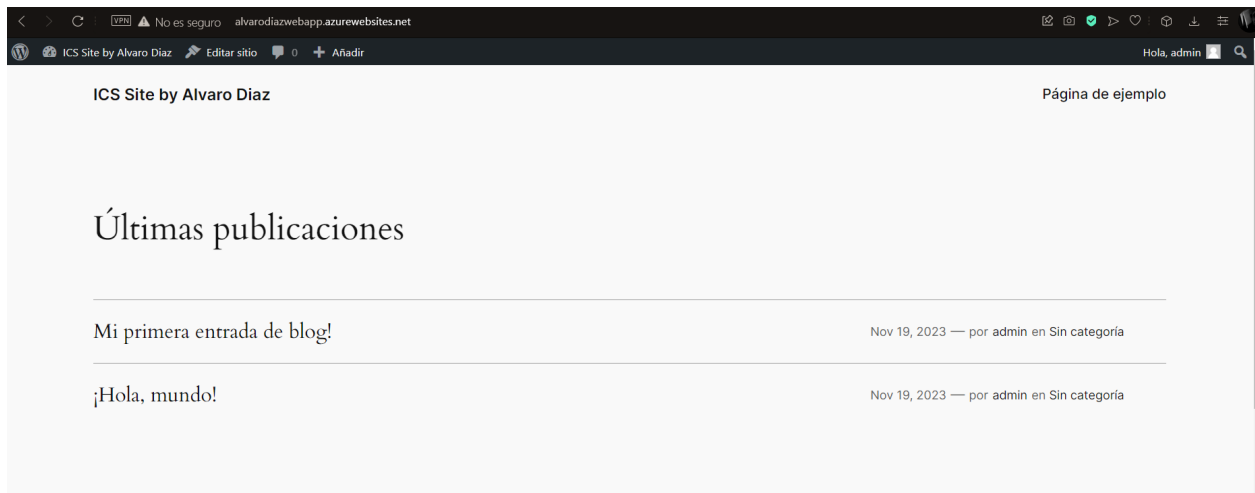 VPN No es seguro alvarodiazwebapp.azurewebsites.net
ICS Site by Alvaro Diaz Editar sitio 0 Añadir Hola, admin
ICS Site by Alvaro Diaz Página de ejemplo
Últimas publicaciones
Mi primera entrada de blog! Nov 19, 2023 — por admin en Sin categoría
¡Hola, mundo! Nov 19, 2023 — por admin en Sin categoría